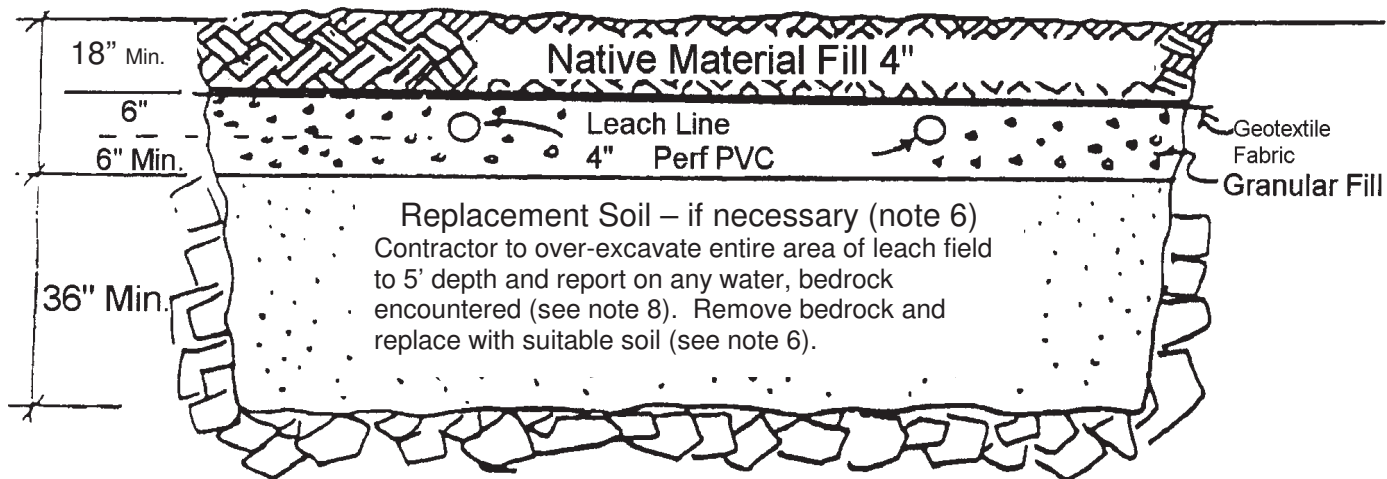 18” Min.
Native Material Fill 4"
6"
Leach Line
Geotextile
6" Min.
4" Perf PVC
Fabric
Granular Fill
Replacement Soil – if necessary (note 6)
Contractor to over-excavate entire area of leach field
to 5’ depth and report on any water, bedrock
36" Min.
encountered (see note 8). Remove bedrock and
replace with suitable soil (see note 6).